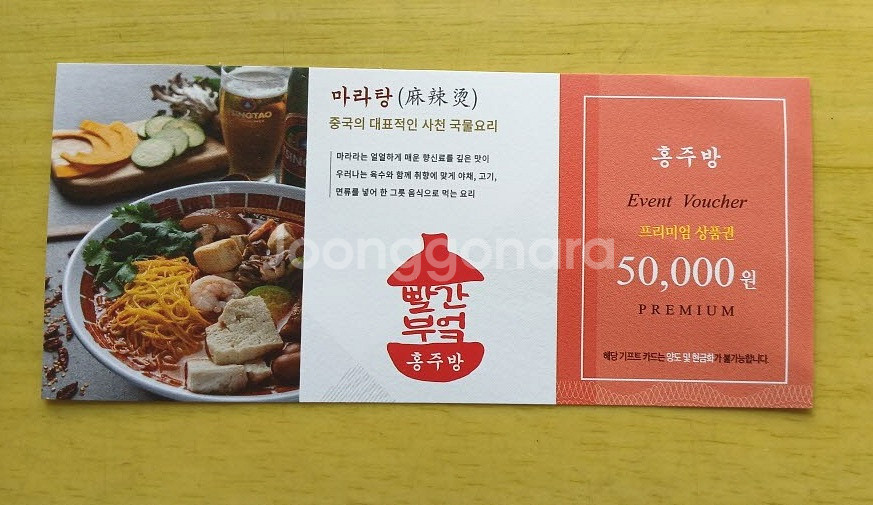 TSINGTAO
마라탕(麻辣烫)
중국의 대표적인 사천 국물요리
마라라는 얼얼하게 매운 향신료를 깊은 맛이
우러나는 육수와 함께 취향에 맞게 야채, 고기,
면류를 넣어 한 그릇 음식으로 먹는 요리
빨간
부엌
홍주방
홍주방
Event Voucher
프리미엄 상품권
50,000원
PREMIUM
해당 기프트 카드는 양도 및 현금화가 불가능합니다.
Joonggonara